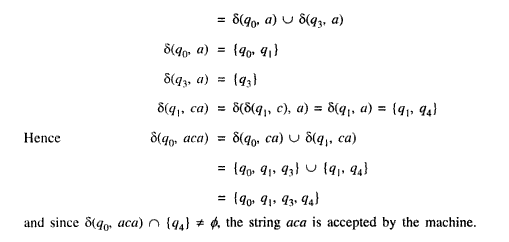 = δ(q₀, a) ∪ δ(q₃, a)
δ(q₀, a) = {q₀, q₁}
δ(q₃, a) = {q₃}
δ(q₁, ca) = δ(δ(q₁, c), a) = δ(q₁, a) = {q₁, q₄}
Hence δ(q₀, aca) = δ(q₀, ca) ∪ δ(q₁, ca)
= {q₀, q₁, q₃} ∪ {q₁, q₄}
= {q₀, q₁, q₃, q₄}
and since δ(q₀, aca) ∩ {q₄} ≠ ϕ, the string aca is accepted by the machine.